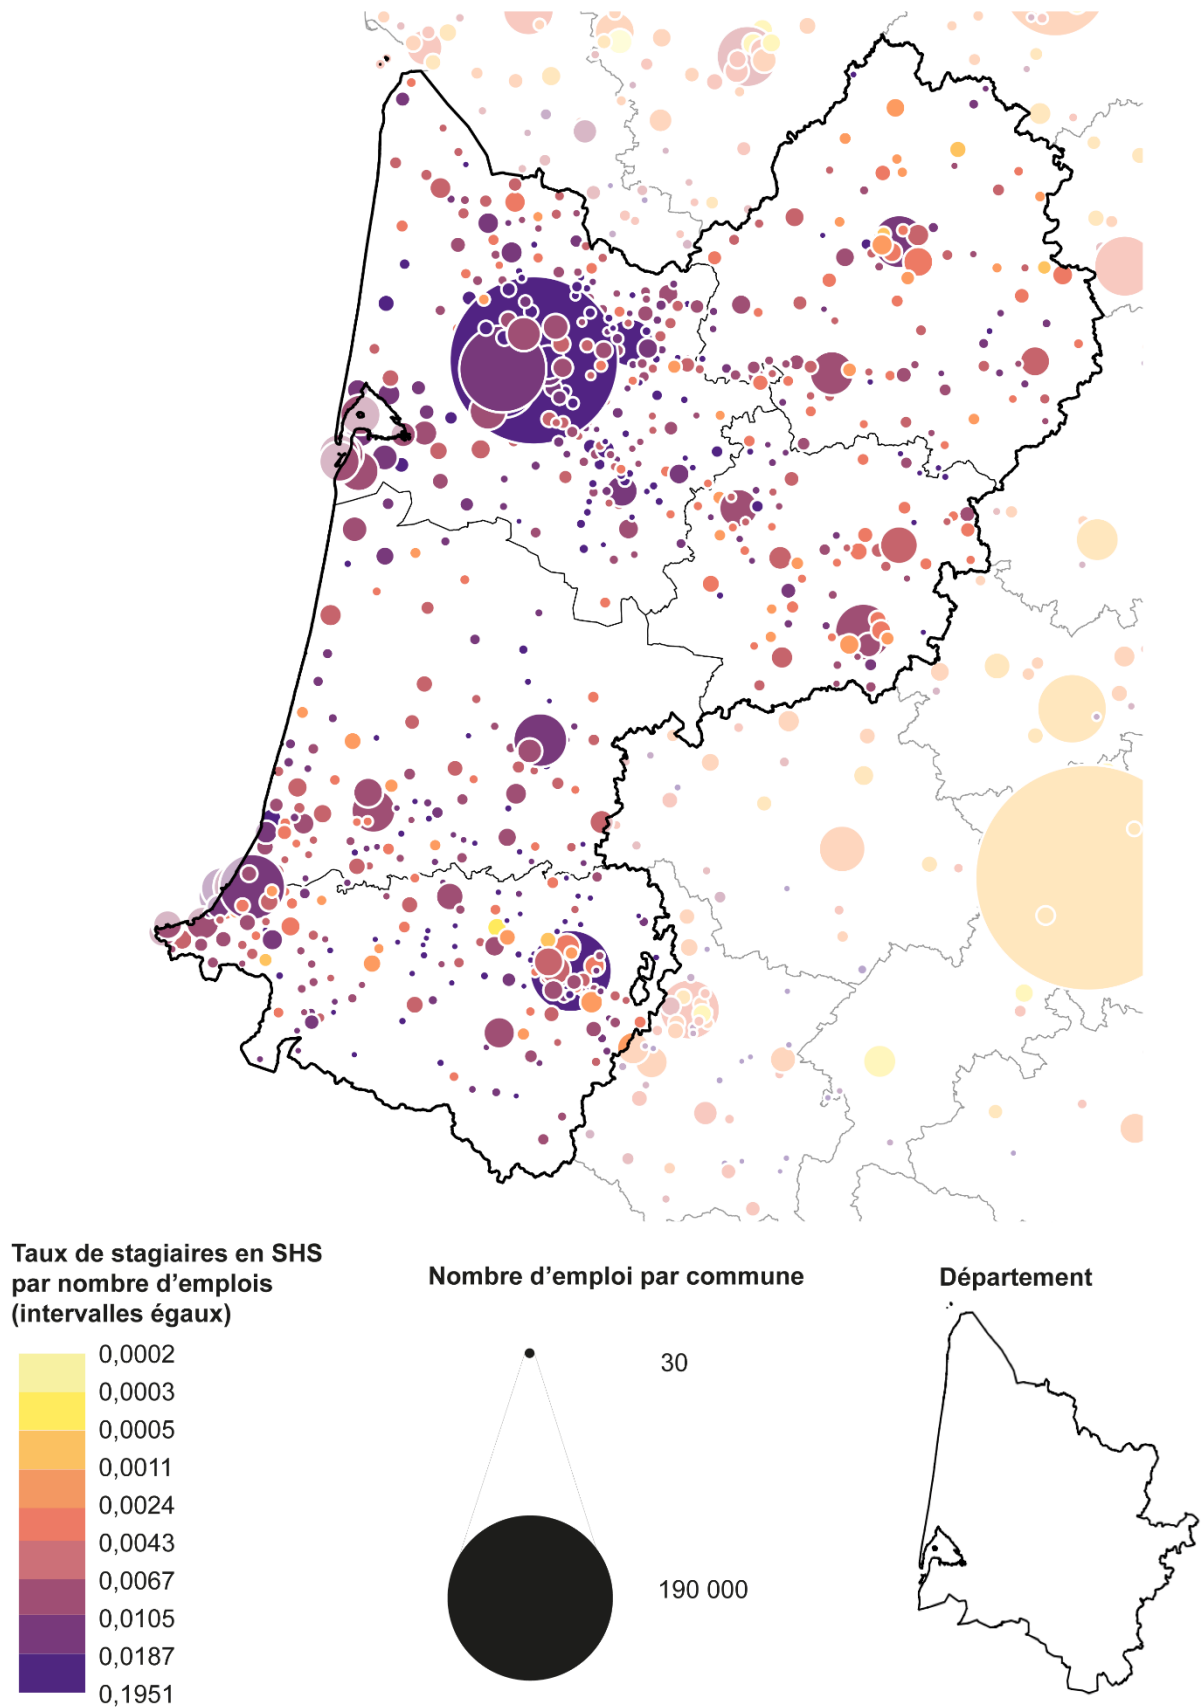 Taux de stagiaires en SHS
par nombre d'emplois
(intervalles égaux)
0,0002
0,0003
0,0005
0,0011
0,0024
0,0043
0,0067
0,0105
0,0187
0,1951
Nombre d'emploi par commune
30
190 000
Département